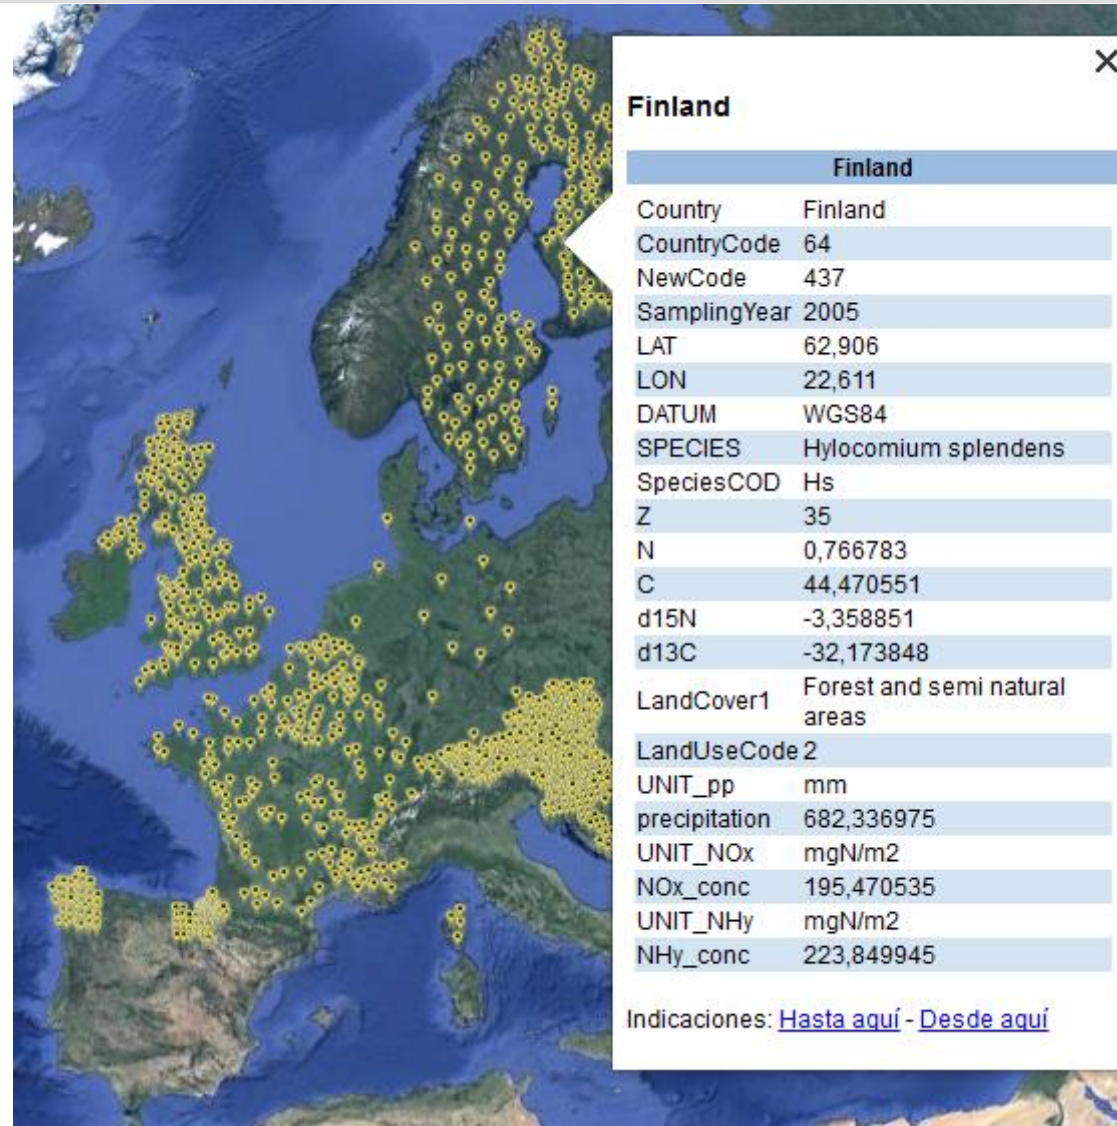 Finland
Finland
Country Finland
CountryCode 64
NewCode 437
SamplingYear 2005
LAT 62,906
LON 22,611
DATUM WGS84
SPECIES Hylocomium splendens
SpeciesCOD Hs
Z 35
N 0,766783
C 44,470551
d15N -3,358851
d13C -32,173848
LandCover1 Forest and semi natural
areas
LandUseCode 2
UNIT_pp mm
precipitation 682,336975
UNIT_NOx mgN/m2
NOx_conc 195,470535
UNIT_NHy mgN/m2
NHy_conc 223,849945
Indicaciones: Hasta aquí - Desde aquí